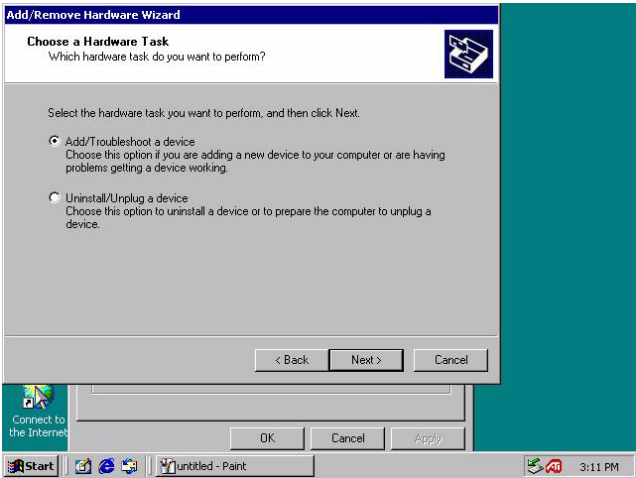 Add/Remove Hardware Wizard
Choose a Hardware Task
Which hardware task do you want to perform?
Select the hardware task you want to perform, and then click Next.
Add/Troubleshoot a device
Choose this option if you are adding a new device to your computer or are having
problems getting a device working.
Uninstall/Unplug a device
Choose this option to uninstall a device or to prepare the computer to unplug a
device.
< Back
Next >
Cancel
Connect to
the Internet
OK
Cancel
Apply
Start
untitled - Paint
3:11 PM